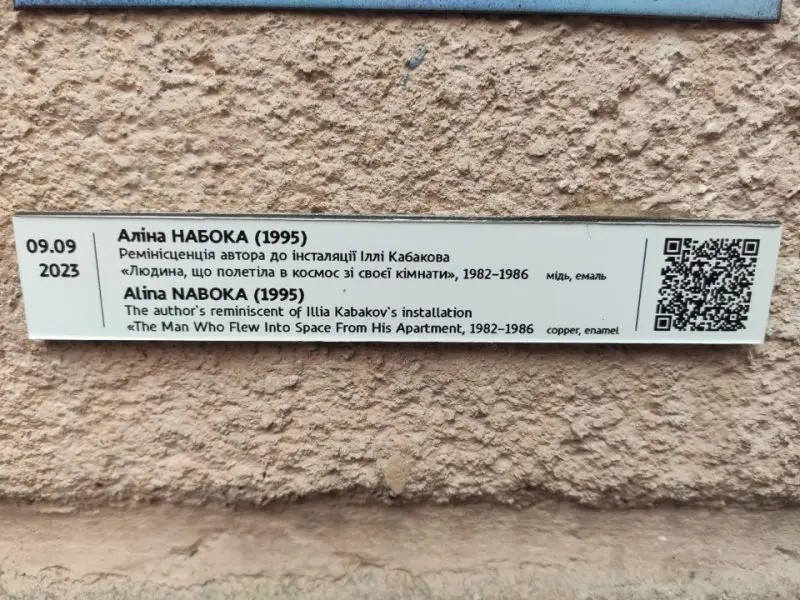 09.09
2023
Аліна НАБОКА (1995)
Ремінісценція автора до інсталяції Іллі Кабакова
«Людина, що полетіла в космос зі своєї кімнати», 1982–1986 мідь, емаль
Alina NABOKA (1995)
The author`s reminiscent of Illia Kabakov`s installation
«The Man Who Flew Into Space From His Apartment, 1982–1986 copper, enamel